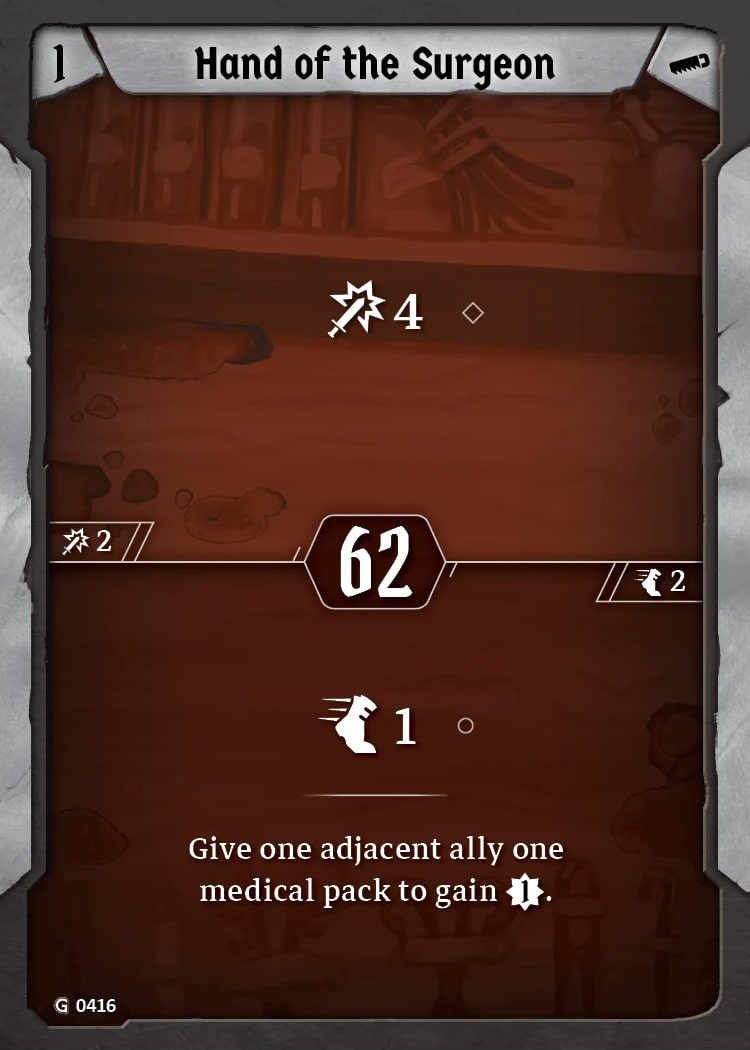 1
Hand of the Surgeon
4
2
62
2
1
Give one adjacent ally one
medical pack to gain 1.
G 0416